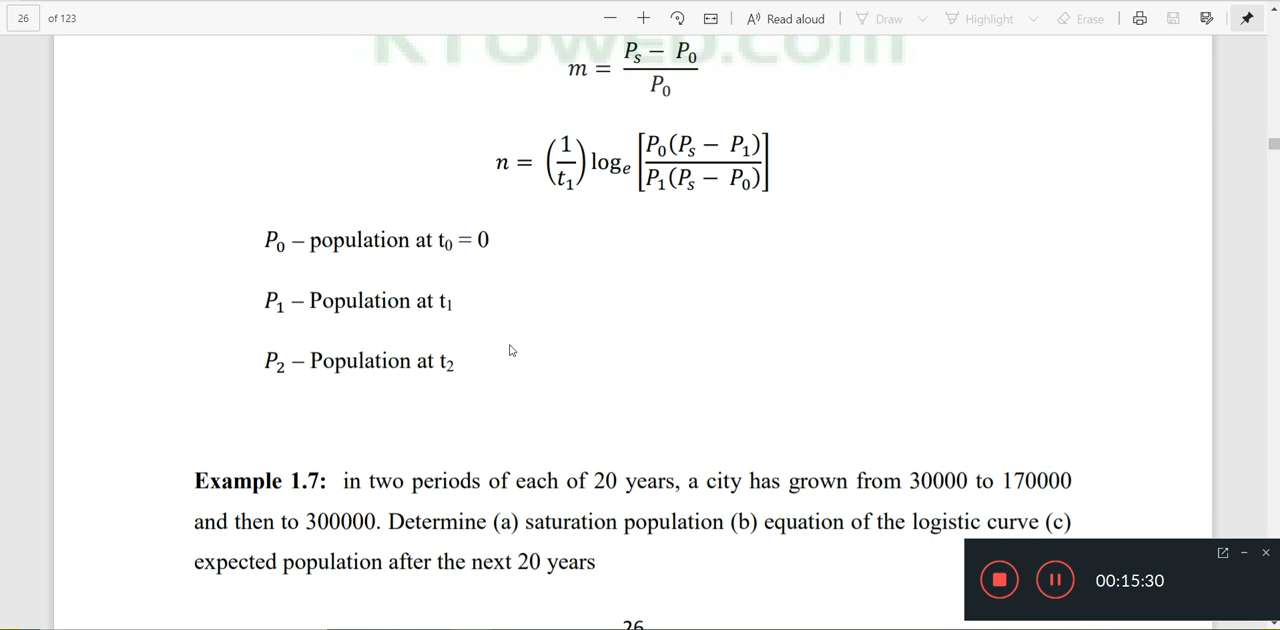 26 of 123
Read aloud
Draw
Highlight
Erase
KTUWEB.com
m = (P_s − P_0) / P_0
n = (1/t_1) log_e [P_0(P_s − P_1) / P_1(P_s − P_0)]
P_0 – population at t_0 = 0
P_1 – Population at t_1
P_2 – Population at t_2
Example 1.7: in two periods of each of 20 years, a city has grown from 30000 to 170000
and then to 300000. Determine (a) saturation population (b) equation of the logistic curve (c)
expected population after the next 20 years
00:15:30
26